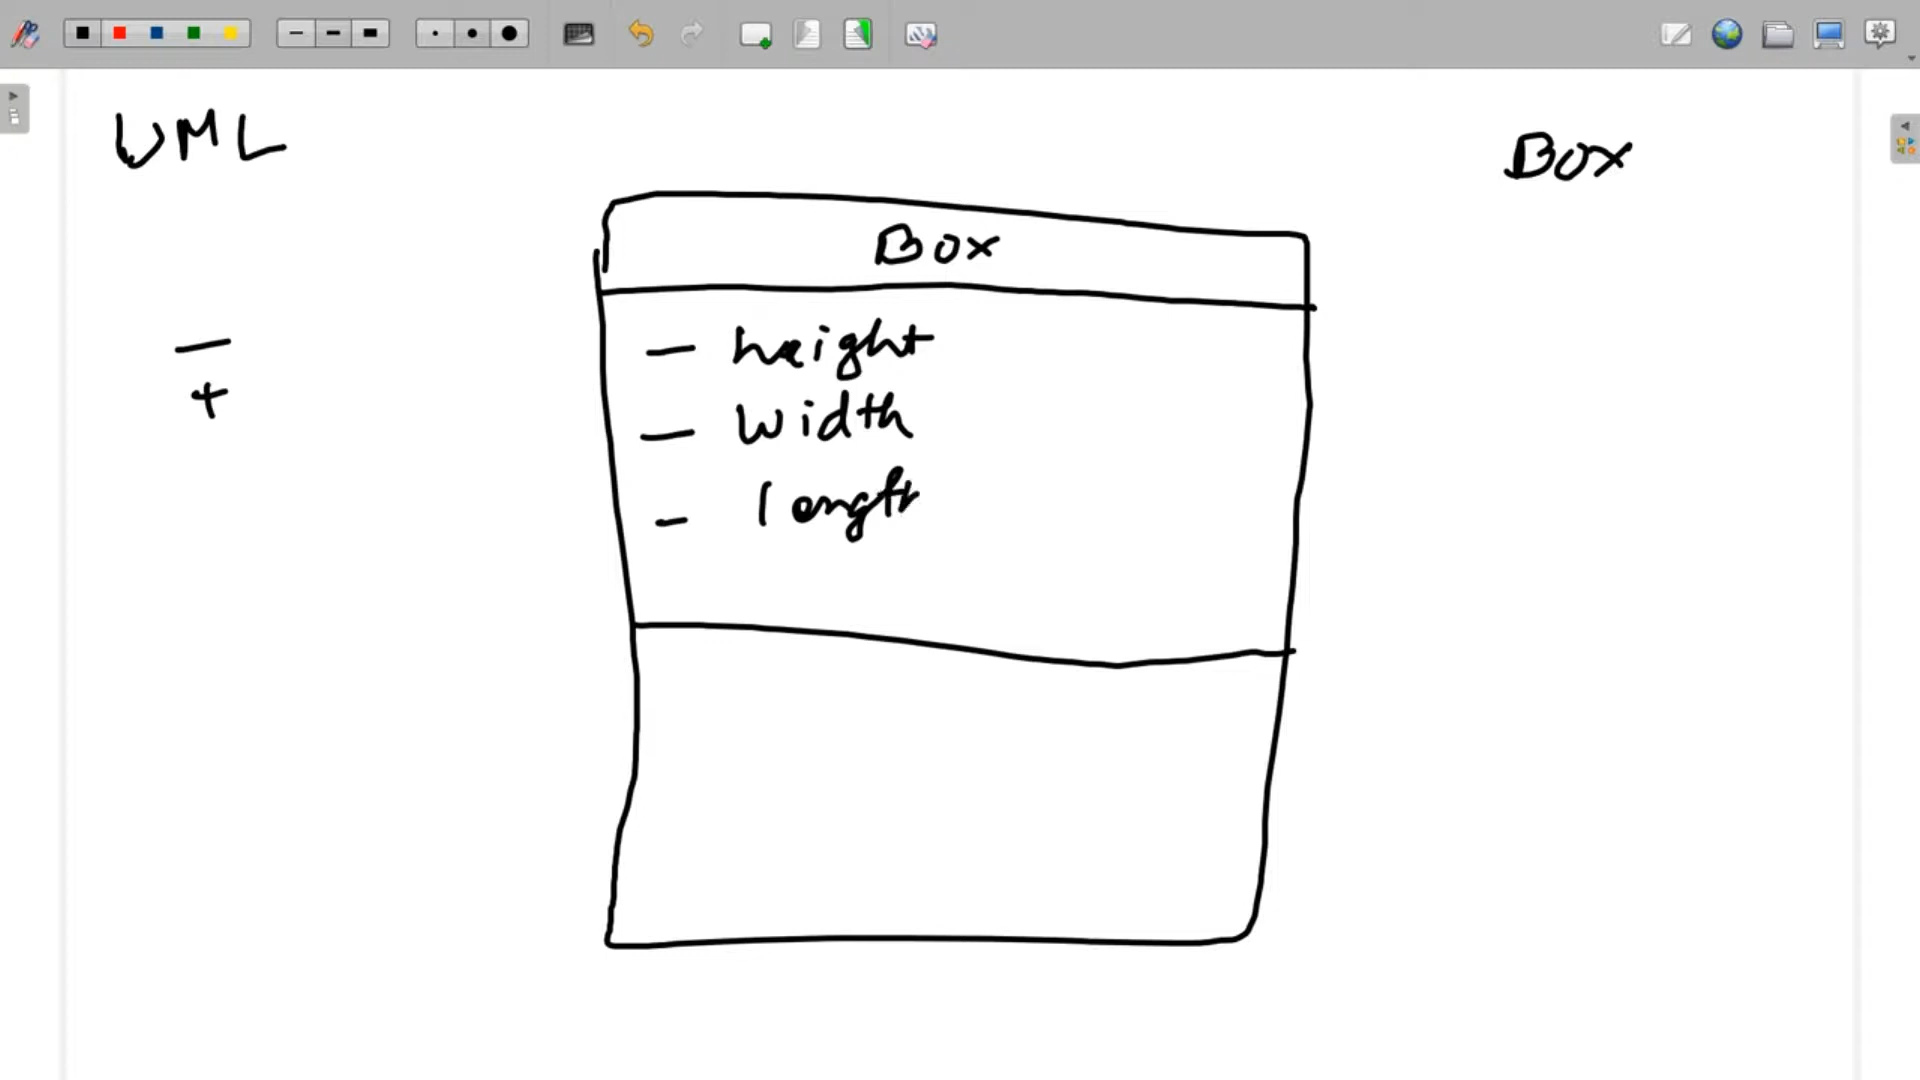 UML
Box
Box
- height
- width
- length
-
+